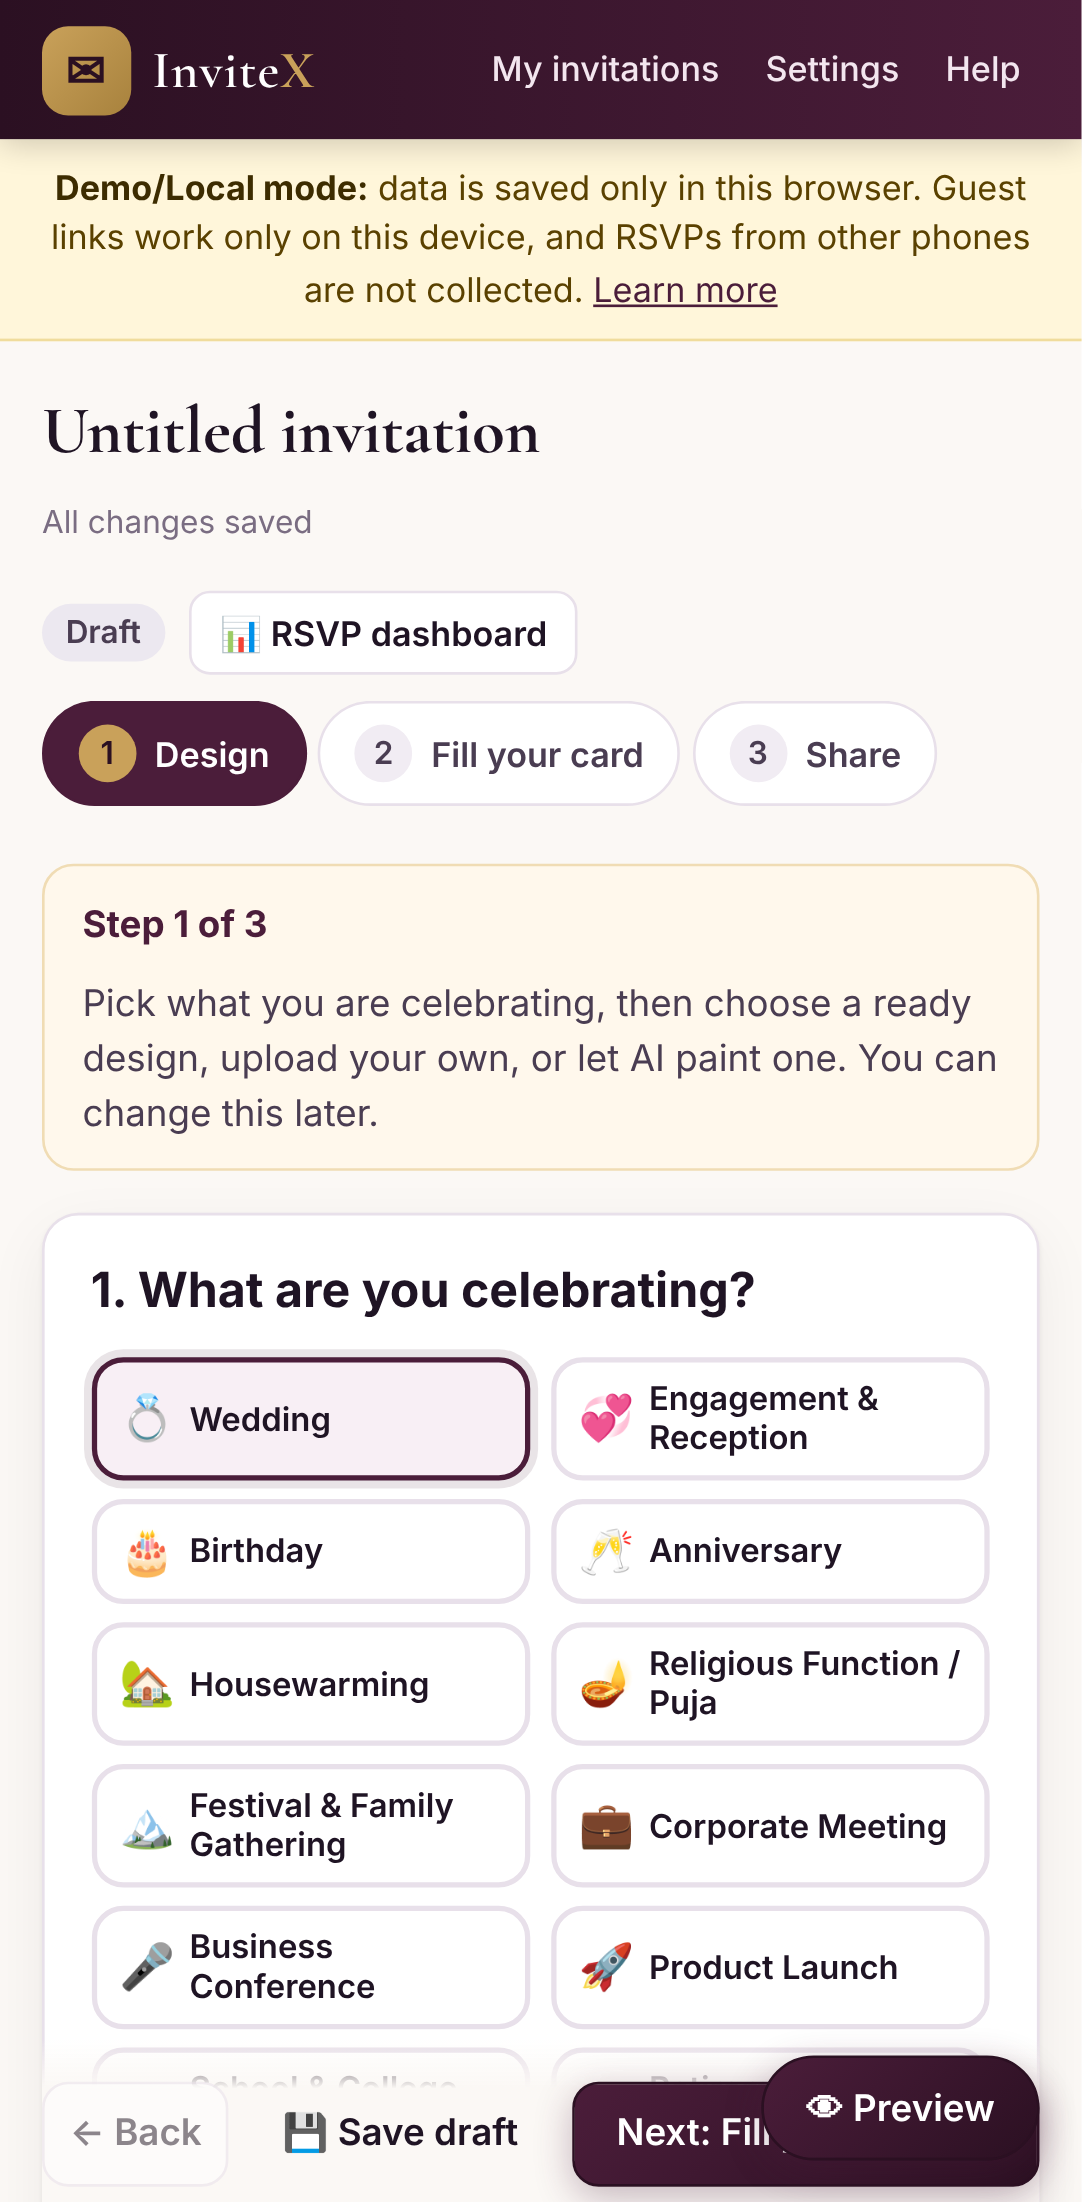 InviteX
My invitations Settings Help
Demo/Local mode: data is saved only in this browser. Guest
links work only on this device, and RSVPs from other phones
are not collected. Learn more
Untitled invitation
All changes saved
Draft
RSVP dashboard
1 Design
2 Fill your card
3 Share
Step 1 of 3
Pick what you are celebrating, then choose a ready
design, upload your own, or let AI paint one. You can
change this later.
1. What are you celebrating?
Wedding
Engagement &
Reception
Birthday
Anniversary
Housewarming
Religious Function /
Puja
Festival & Family
Gathering
Corporate Meeting
Business
Conference
Product Launch
School & College
← Back
Save draft
Next: Fill
Preview